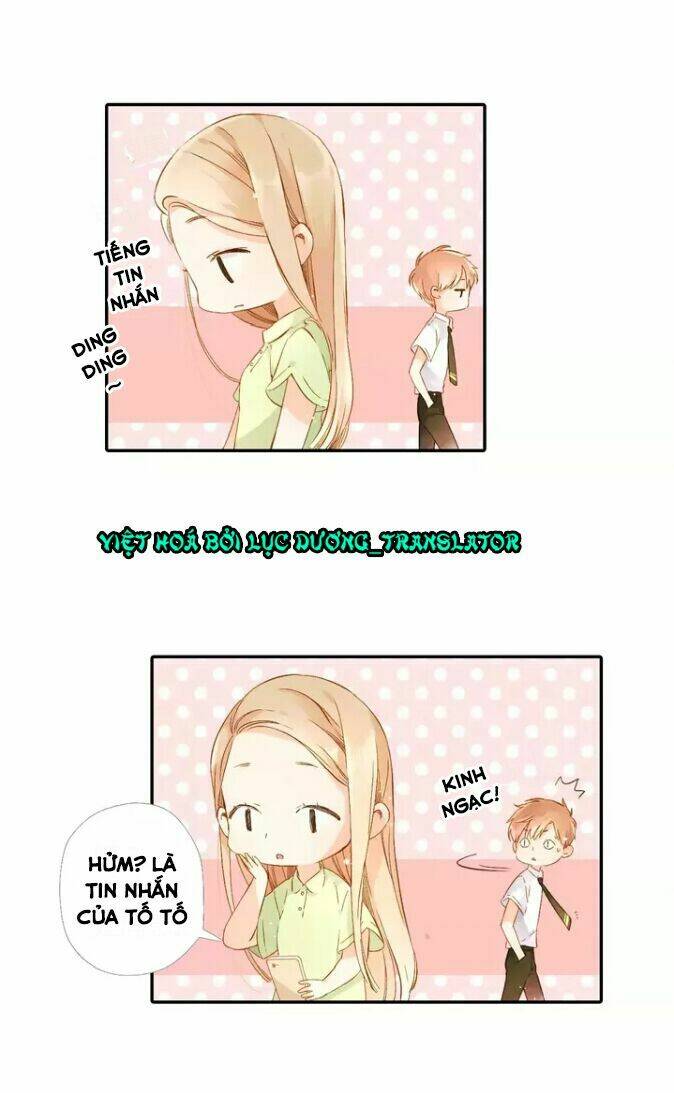 TIẾNG
TIN
NHẮN
DING
DING
~
VIỆT HOÁ BỞI LỤC DƯƠNG_TRANSLATOR
KINH
NGẠC!
HỬM? LÀ
TIN NHẮN
CỦA TỐ TỐ